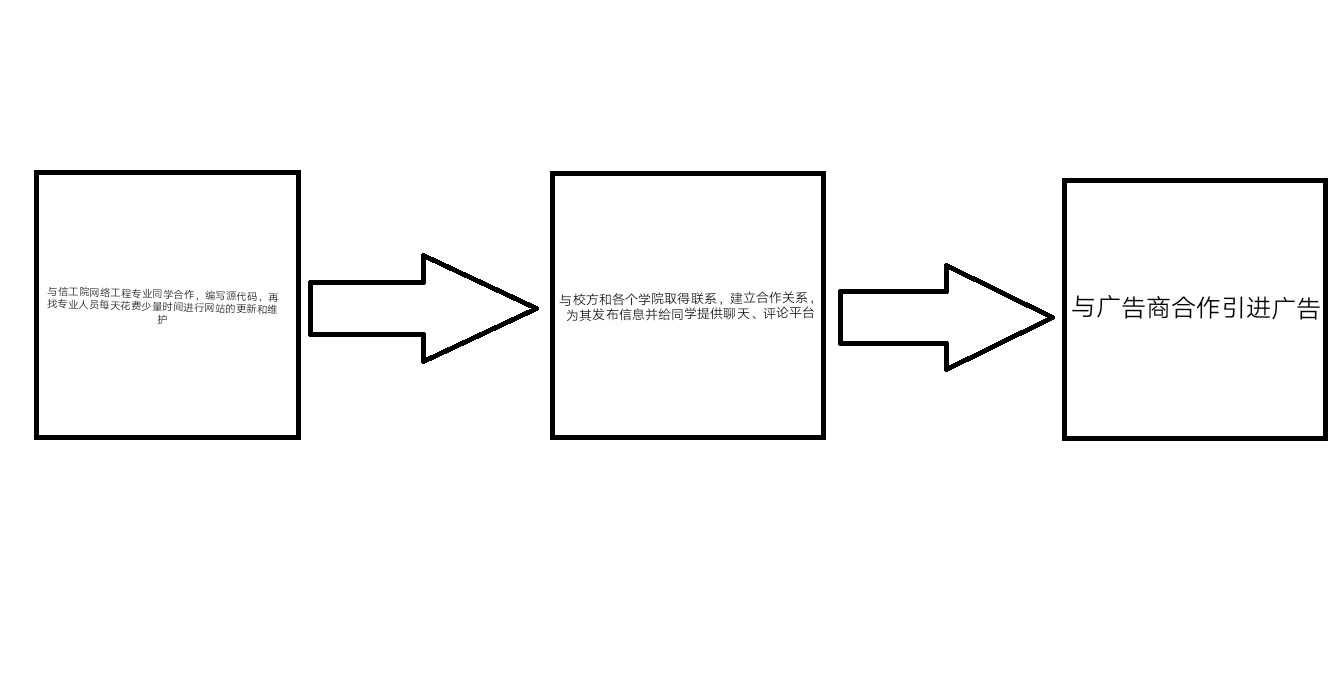 与信工院网络工程专业同学合作，编写源代码，再
找专业人员每天花费少量时间进行网站的更新和维
护
与校方和各个学院取得联系，建立合作关系，
为其发布信息并给同学提供聊天、评论平台
与广告商合作引进广告